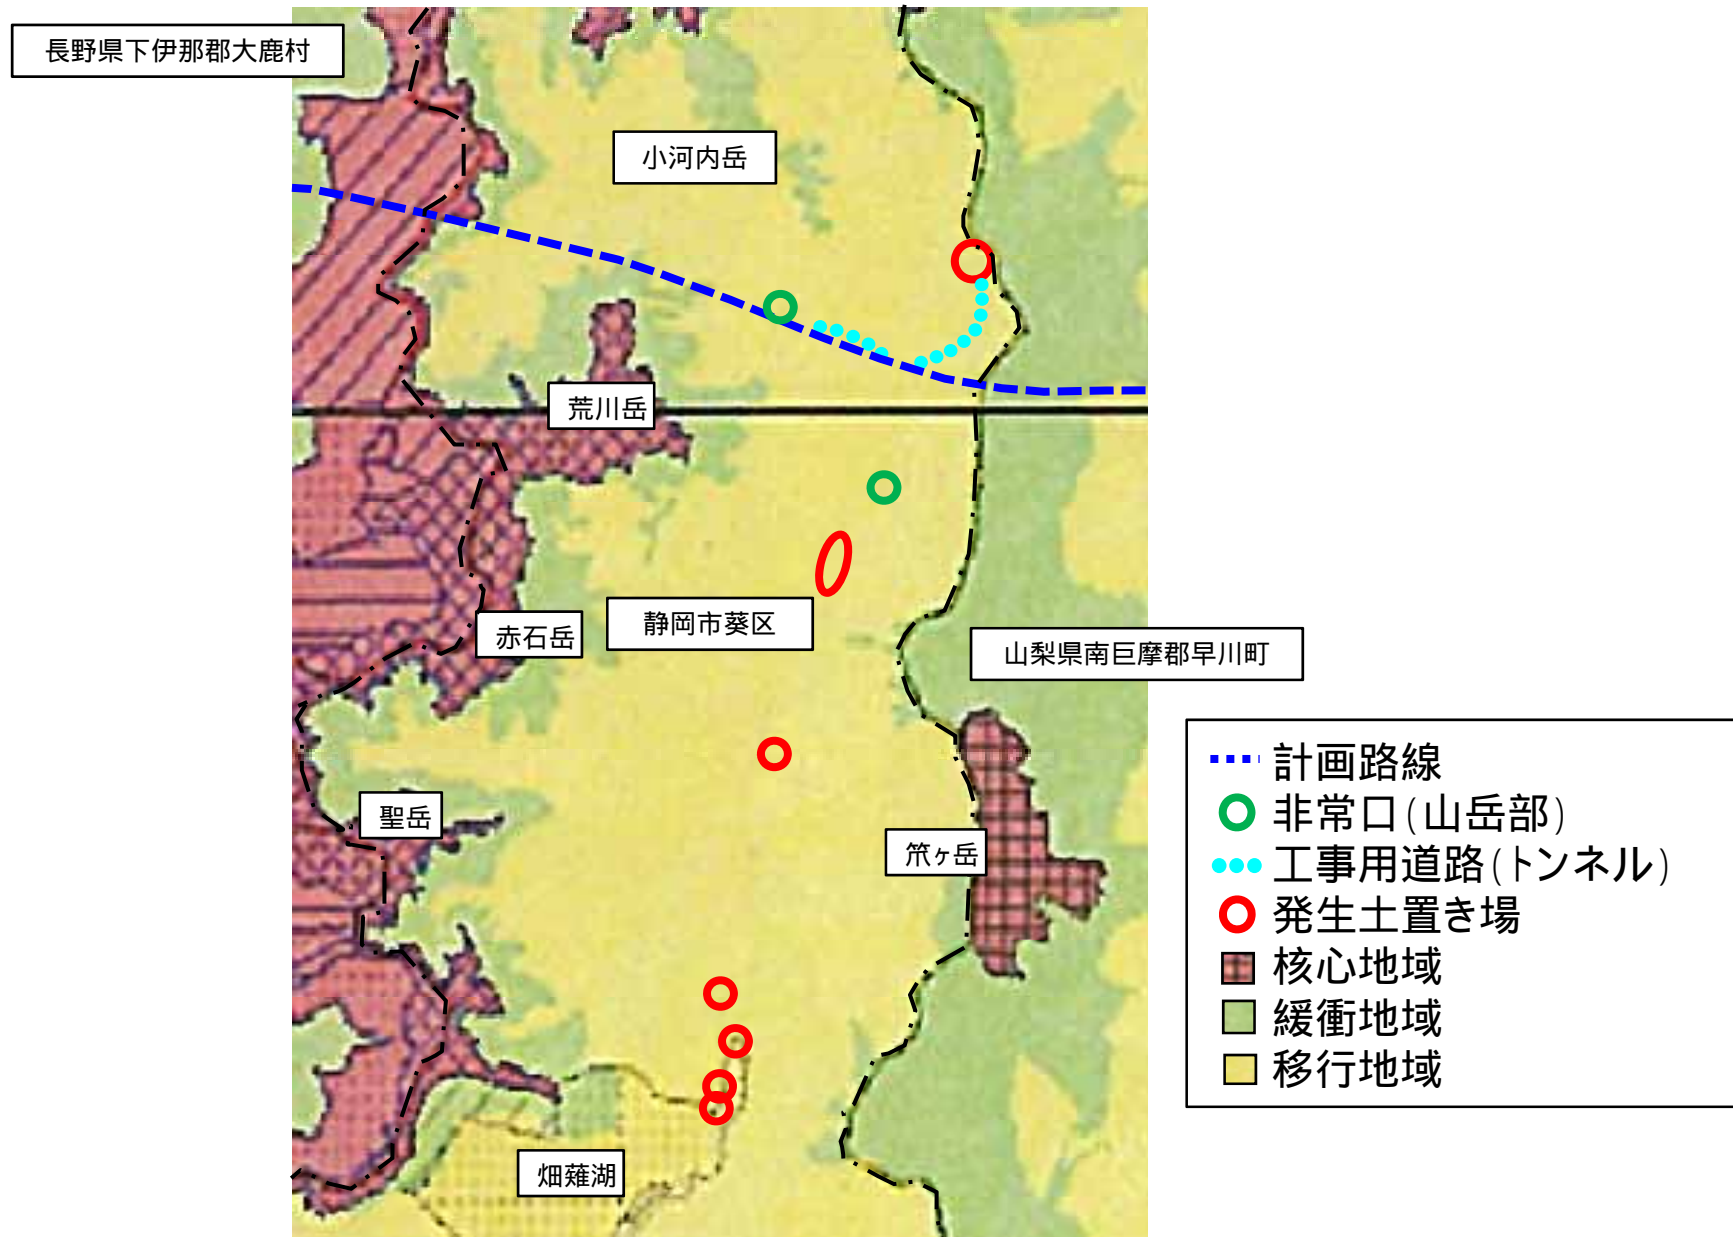 長野県下伊那郡大鹿村
小河内岳
荒川岳
赤石岳
静岡市葵区
山梨県南巨摩郡早川町
聖岳
笊ヶ岳
畑薙湖
計画路線
非常口(山岳部)
工事用道路(トンネル)
発生土置き場
核心地域
緩衝地域
移行地域